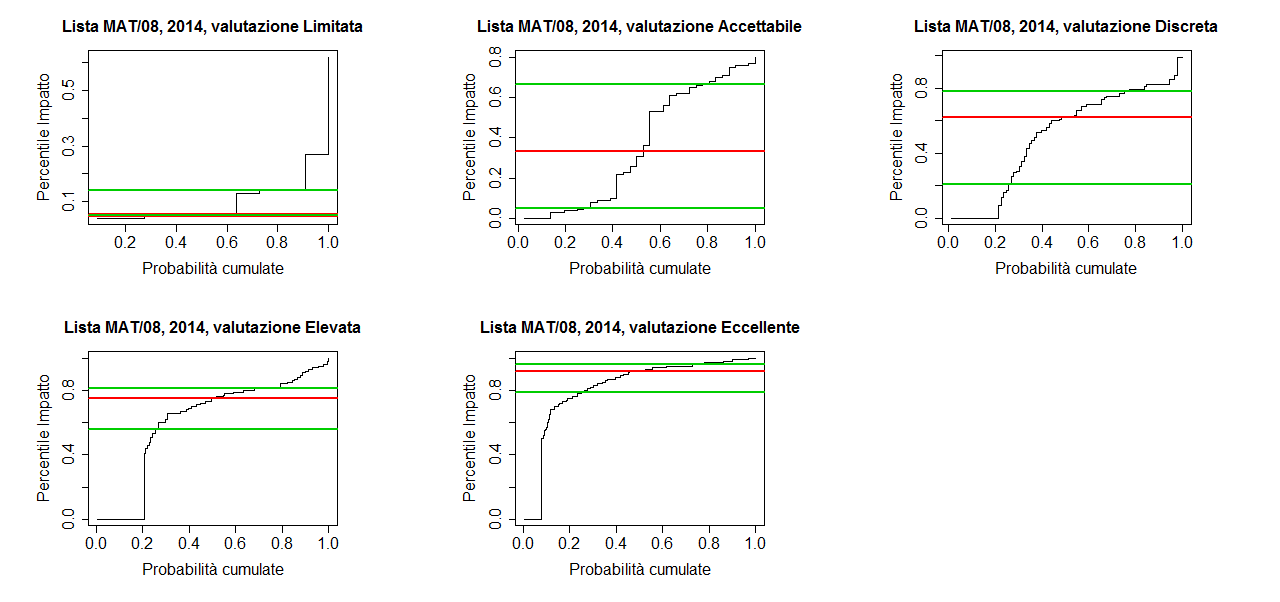 Lista MAT/08, 2014, valutazione Limitata
Percentile Impatto
0.1 0.3 0.5
0.2 0.4 0.6 0.8 1.0
Probabilità cumulate
Lista MAT/08, 2014, valutazione Accettabile
Percentile Impatto
0.0 0.2 0.4 0.6 0.8
0.0 0.2 0.4 0.6 0.8 1.0
Probabilità cumulate
Lista MAT/08, 2014, valutazione Discreta
Percentile Impatto
0.0 0.4 0.8
0.0 0.2 0.4 0.6 0.8 1.0
Probabilità cumulate
Lista MAT/08, 2014, valutazione Elevata
Percentile Impatto
0.0 0.4 0.8
0.0 0.2 0.4 0.6 0.8 1.0
Probabilità cumulate
Lista MAT/08, 2014, valutazione Eccellente
Percentile Impatto
0.0 0.4 0.8
0.0 0.2 0.4 0.6 0.8 1.0
Probabilità cumulate